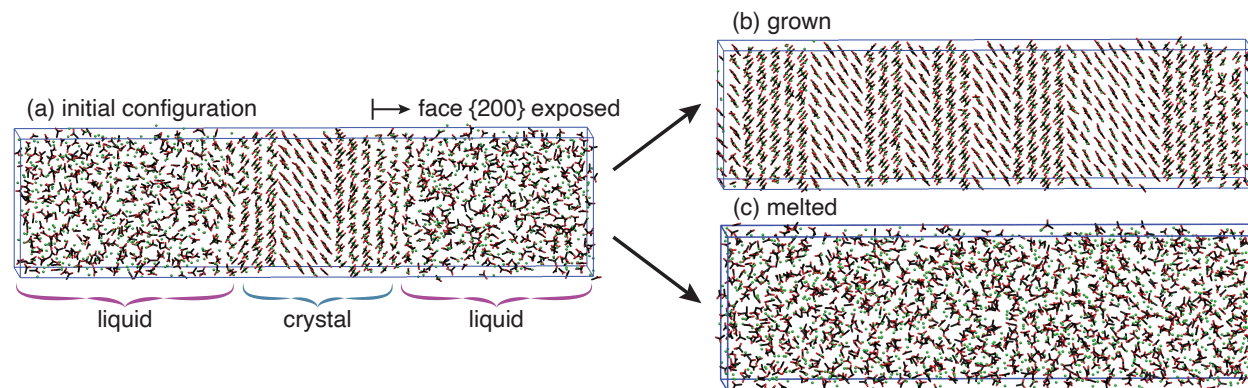 (a) initial configuration
face {200} exposed
liquid
crystal
liquid
(b) grown
(c) melted